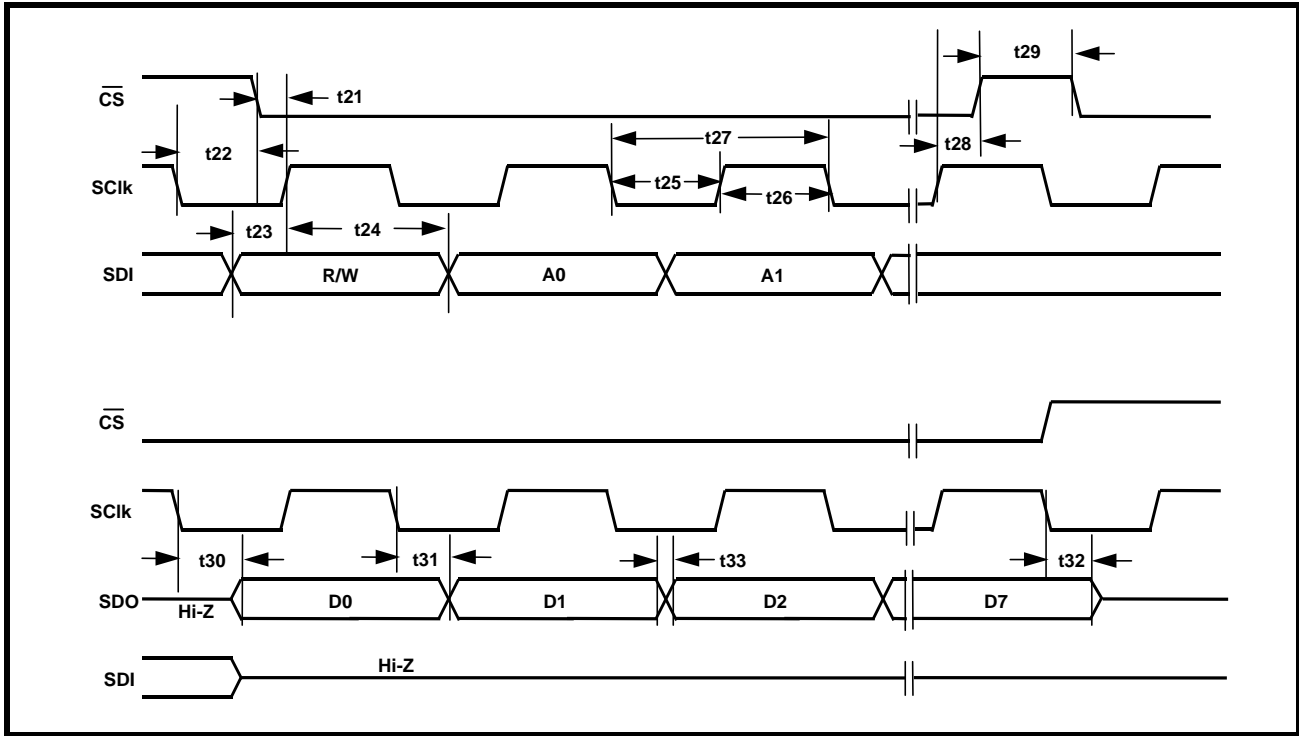 t29
CS
t21
t27
t22
t28
SClk
t25
t26
t23
t24
SDI
R/W
A0
A1
CS
SClk
t30
t31
t33
t32
SDO
Hi-Z
D0
D1
D2
D7
Hi-Z
SDI